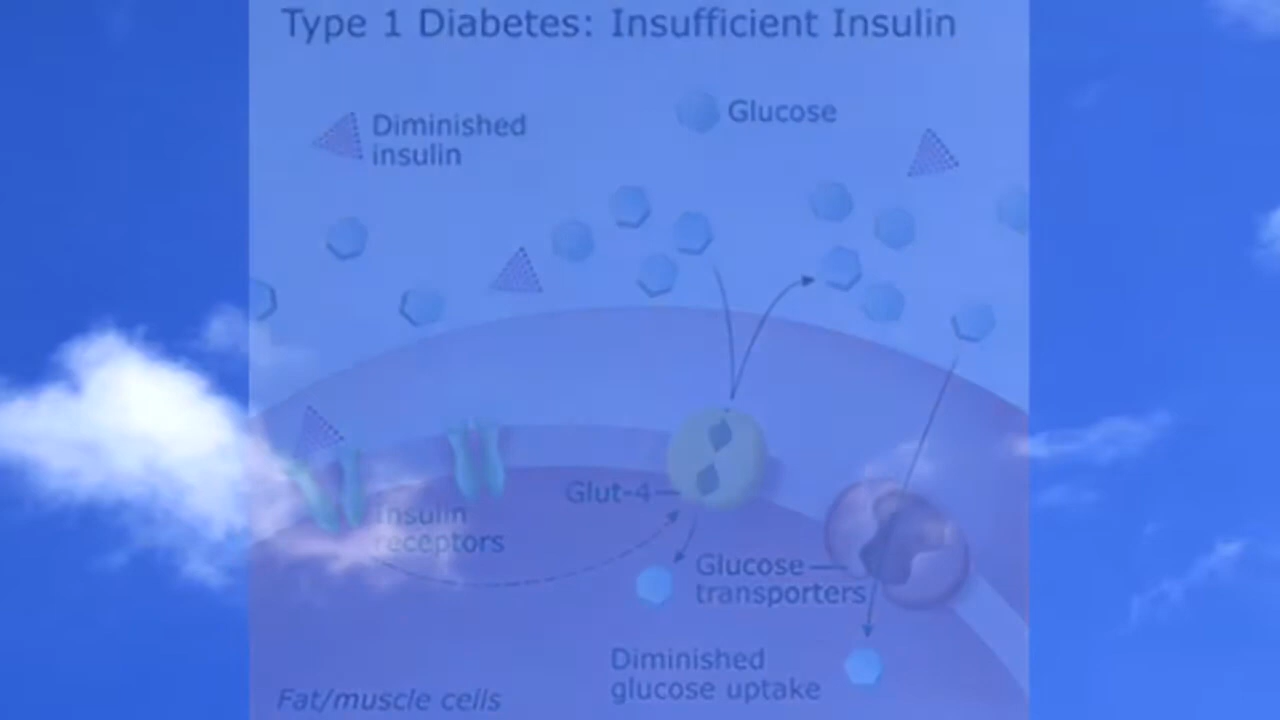 Type 1 Diabetes: Insufficient Insulin
Glucose
Diminished
insulin
Glut-4
Insulin
receptors
Glucose
transporters
Diminished
glucose uptake
Fat/muscle cells